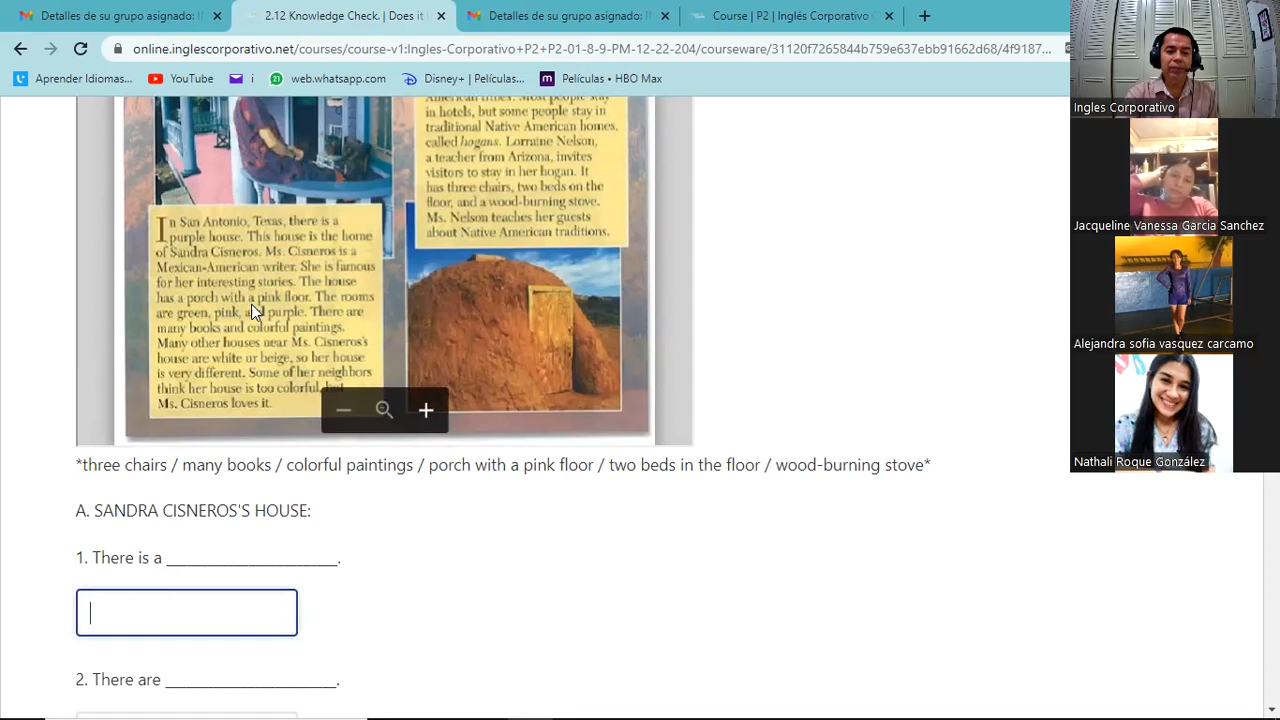 Detalles de su grupo asignado: I
2.12 Knowledge Check. | Does it
Detalles de su grupo asignado: I
Course | P2 | Inglés Corporativo
online.inglescorporativo.net/courses/course-v1:Ingles-Corporativo+P2+P2-01-8-9-PM-12-22-204/courseware/31120f7265844b759e967ebb91662d68/4f9187...
Aprender Idiomas...
YouTube
i
web.whatsapp.com
Disney+ - Películas...
Películas • HBO Max
American tribes. Most people stay
in hotels, but some people stay in
traditional Native American homes,
called hogans. Lorraine Nelson,
a teacher from Arizona, invites
visitors to stay in her hogan. It
has three chairs, two beds on the
floor, and a wood-burning stove.
Ms. Nelson teaches her guests
about Native American traditions.
In San Antonio, Texas, there is a
purple house. This house is the home
of Sandra Cisneros. Ms. Cisneros is a
Mexican-American writer. She is famous
for her interesting stories. The house
has a porch with a pink floor. The rooms
are green, pink, and purple. There are
many books and colorful paintings.
Many other houses near Ms. Cisneros's
house are white or beige, so her house
is very different. Some of her neighbors
think her house is too colorful, but
Ms. Cisneros loves it.
*three chairs / many books / colorful paintings / porch with a pink floor / two beds in the floor / wood-burning stove*
A. SANDRA CISNEROS'S HOUSE:
1. There is a ______________________.
2. There are ______________________.
Ingles Corporativo
Jacqueline Vanessa Garcia Sanchez
Alejandra sofia vasquez carcamo
Nathali Roque González